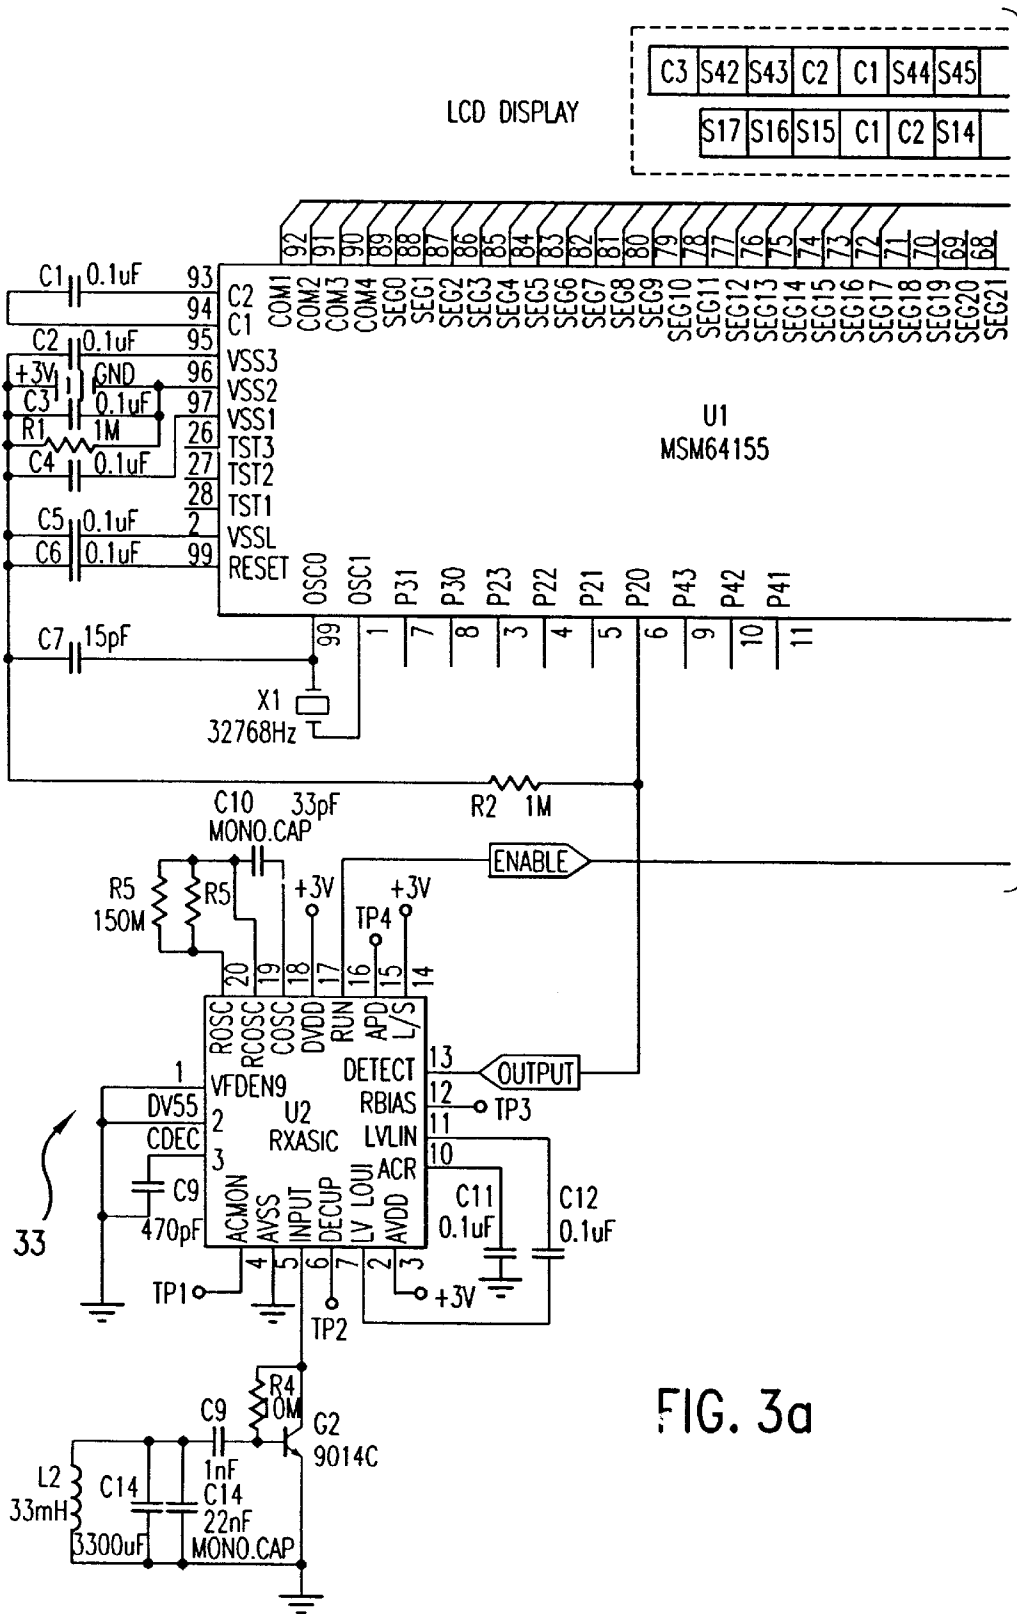 C3 S42 S43 C2 C1 S44 S45
LCD DISPLAY
S17 S16 S15 C1 C2 S14
92 91 90 89 88 87 86 85 84 83 82 81 80 79 78 77 76 75 74 73 72 71 70 69 68
COM1 COM2 COM3 COM4 SEG0 SEG1 SEG2 SEG3 SEG4 SEG5 SEG6 SEG7 SEG8 SEG9 SEG10 SEG11 SEG12 SEG13 SEG14 SEG15 SEG16 SEG17 SEG18 SEG19 SEG20 SEG21
C1 0.1uF 93 C2
94 C1
C2 0.1uF 95 VSS3
+3V GND 96 VSS2
C3 0.1uF 97 VSS1
R1 1M 26 TST3
C4 0.1uF 27 TST2
28 TST1
C5 0.1uF 2 VSSL
C6 0.1uF 99 RESET
U1
MSM64155
OSC0 OSC1 P31 P30 P23 P22 P21 P20 P43 P42 P41
99 1 7 8 3 4 5 6 9 10 11
C7 15pF
X1
32768Hz
R2 1M
C10 33pF
MONO.CAP
ENABLE
R5
150M
R5
+3V
TP4
+3V
20 19 18 17 16 15 14
ROSC RCOSC COSC DVDD RUN APD L/S
1 VFDEN9
DV55
2
CDEC
3
U2
RXASIC
DETECT 13 OUTPUT
RBIAS 12 TP3
LVLIN 11
ACR 10
C9
470pF
33
C11
0.1uF
C12
0.1uF
ACMON AVSS INPUT DECUP LV LOUI AVDD
4 5 6 7 2 3
TP1
TP2
+3V
R4
10M
C9
1nF
G2
9014C
L2
33mH
C14
3300uF
C14
22nF
MONO.CAP
FIG. 3a